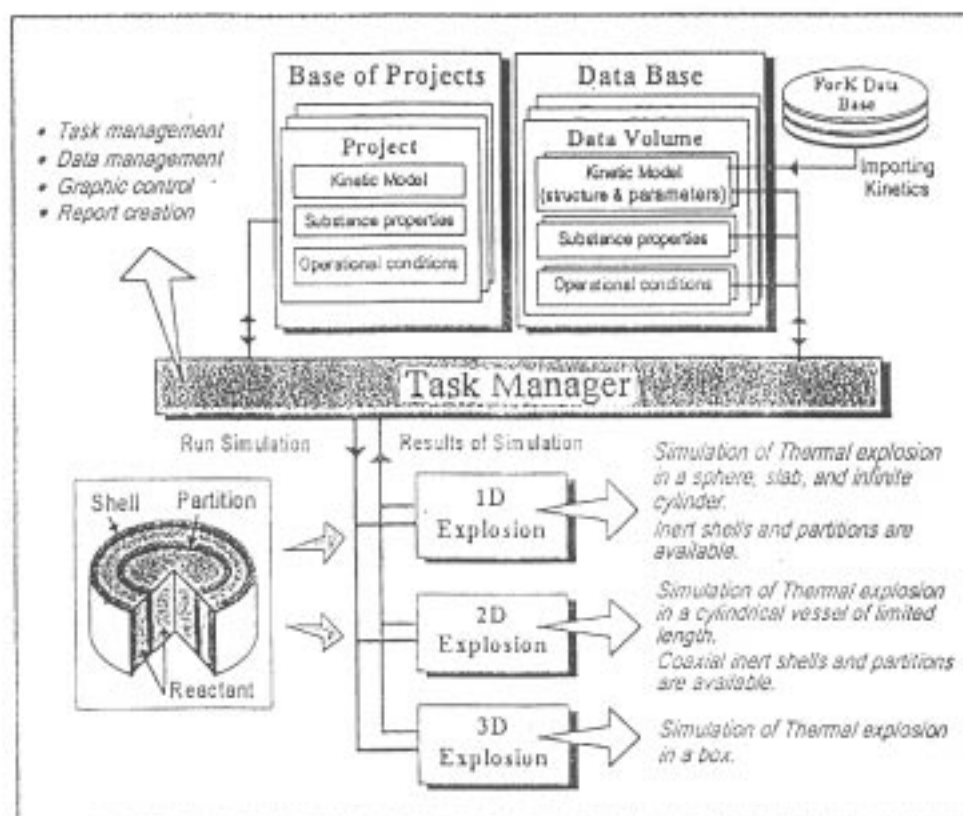 Base of Projects
Project
Kinetic Model
Substance properties
Operational conditions
Data Base
Data Volume
Kinetic Model
(structure & parameters)
Substance properties
Operational conditions
ForK Data
Base
Importing
Kinetics
• Task management
• Data management
• Graphic control
• Report creation
Task Manager
Run Simulation
Results of Simulation
Shell
Partition
Reactant
1D
Explosion
Simulation of Thermal explosion
in a sphere, slab, and infinite
cylinder.
Inert shells and partitions are
available.
2D
Explosion
Simulation of Thermal explosion
in a cylindrical vessel of limited
length.
Coaxial inert shells and partitions
are available.
3D
Explosion
Simulation of Thermal explosion
in a box.